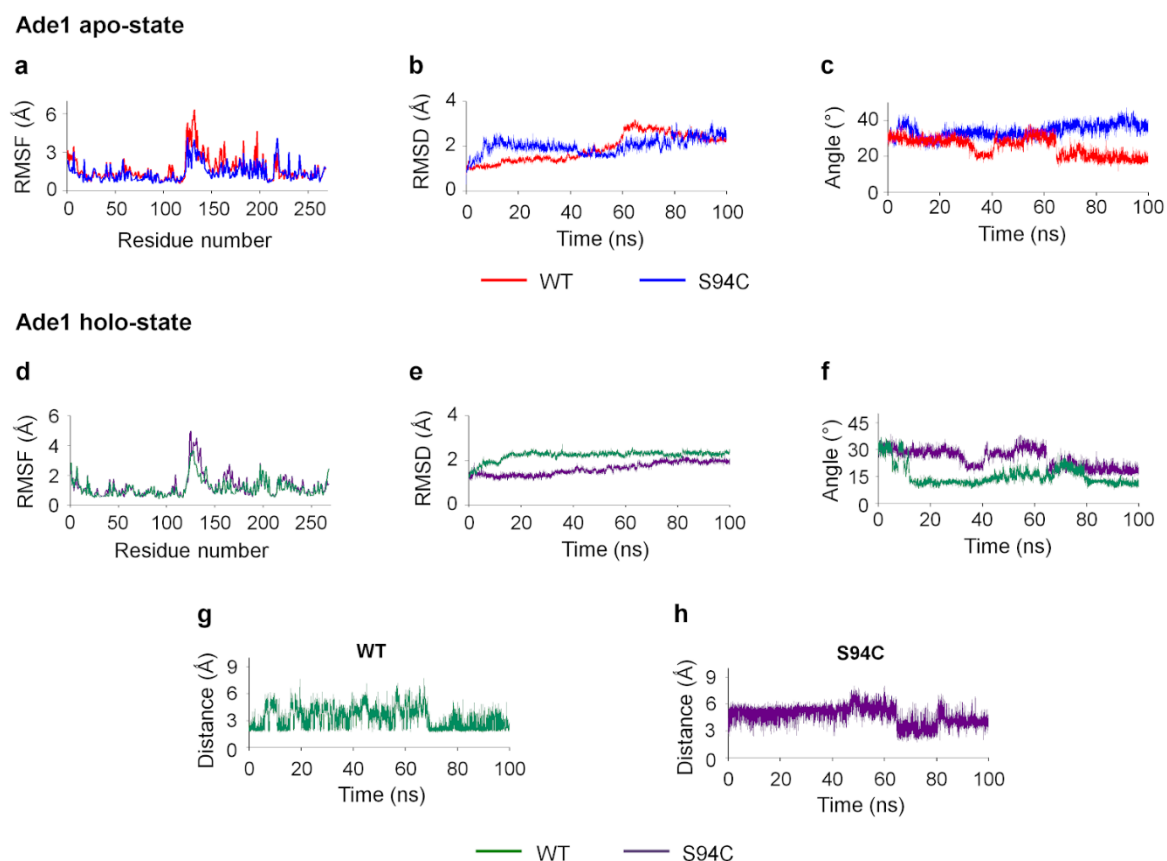 Ade1 apo-state
a
b
c
RMSF (Å)
6
3
0
0 50 100 150 200 250
Residue number
RMSD (Å)
4
2
0
0 20 40 60 80 100
Time (ns)
Angle (°)
40
20
0
0 20 40 60 80 100
Time (ns)
WT S94C
Ade1 holo-state
d
e
f
RMSF (Å)
6
4
2
0
0 50 100 150 200 250
Residue number
RMSD (Å)
4
2
0
0 20 40 60 80 100
Time (ns)
Angle (°)
45
30
15
0
0 20 40 60 80 100
Time (ns)
g
h
WT
Distance (Å)
9
6
3
0
0 20 40 60 80 100
Time (ns)
S94C
Distance (Å)
9
6
3
0
0 20 40 60 80 100
Time (ns)
WT S94C